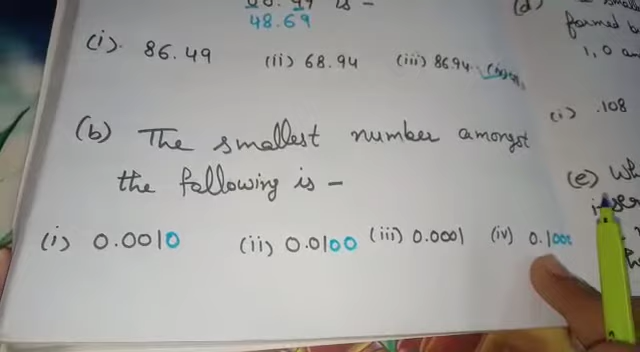 is -
48.69
(i). 86.49 (ii) 68.94 (iii) 86.94
(b) The smallest number amongst
the following is -
(i) 0.0010 (ii) 0.0100 (iii) 0.0001 (iv) 0.1000
(d)
formed
1, 0
(i) .108
(e)